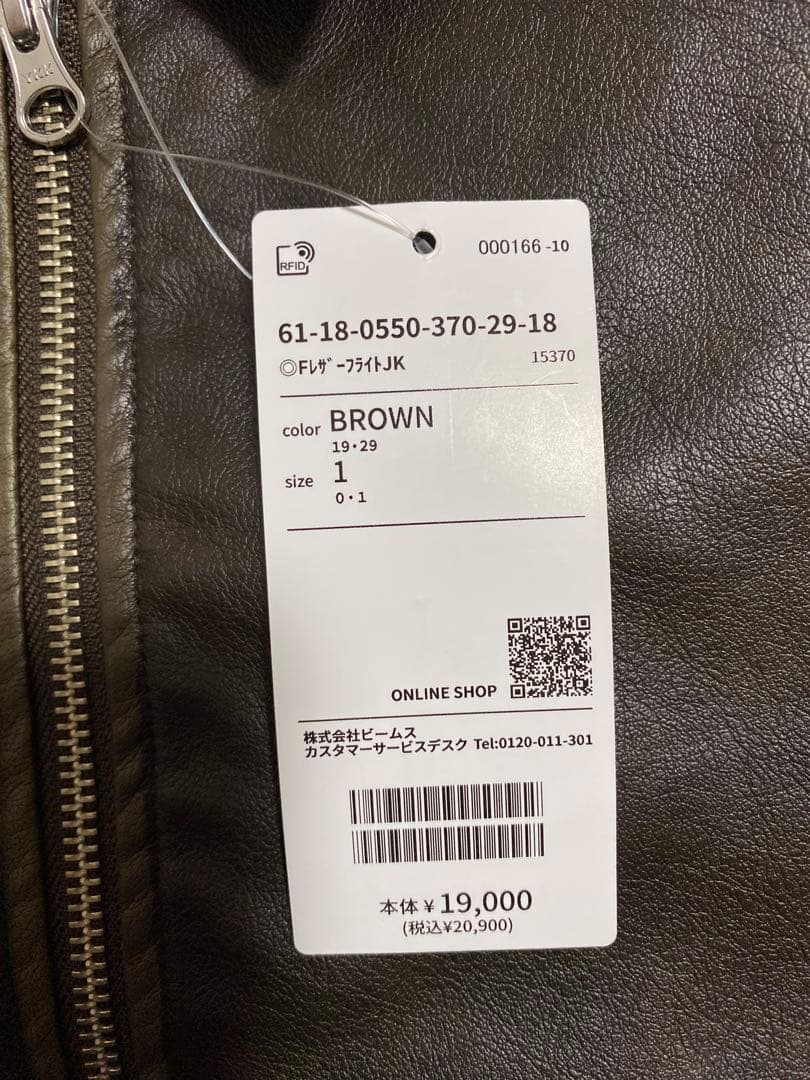 YKK
RFID
000166 -10
61-18-0550-370-29-18
◎FﾚｻﾞｰﾌﾗｲﾄJK 15370
color BROWN
19・29
size 1
0・1
ONLINE SHOP
株式会社ビームス
カスタマーサービスデスク Tel:0120-011-301
本体¥19,000
(税込¥20,900)